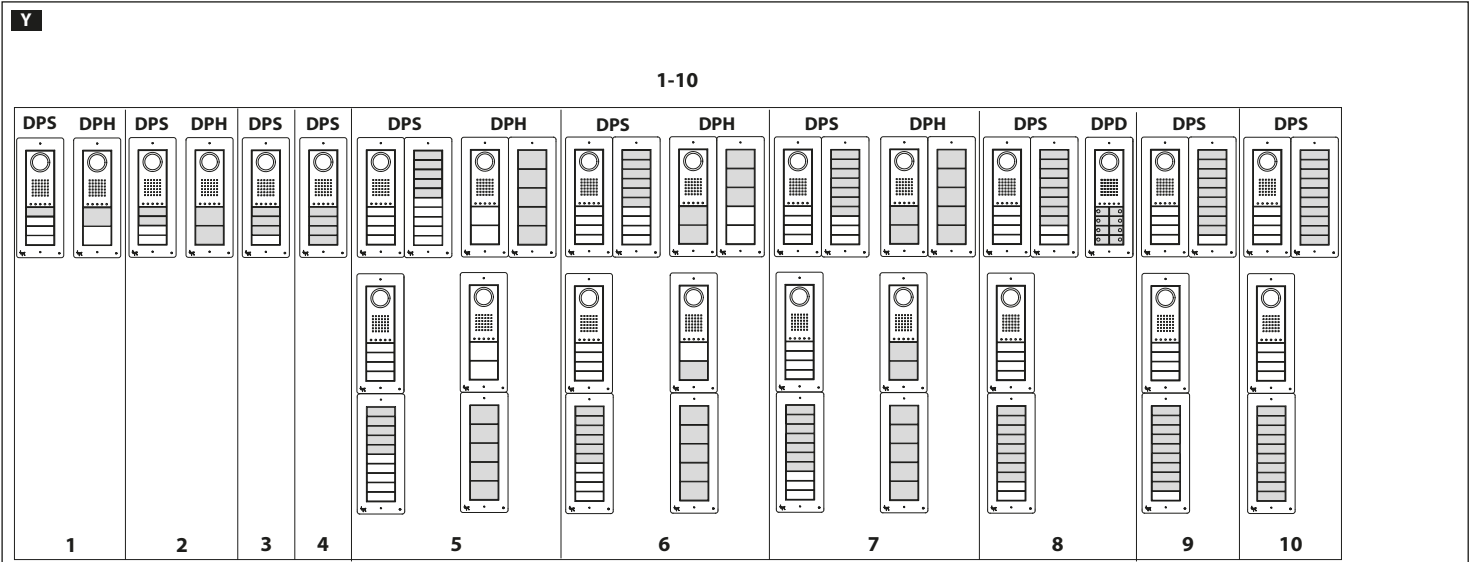 Y
1-10
DPS DPH DPS DPH DPS DPS DPS DPH DPS DPH DPS DPH DPS DPD DPS DPS
1 2 3 4 5 6 7 8 9 10